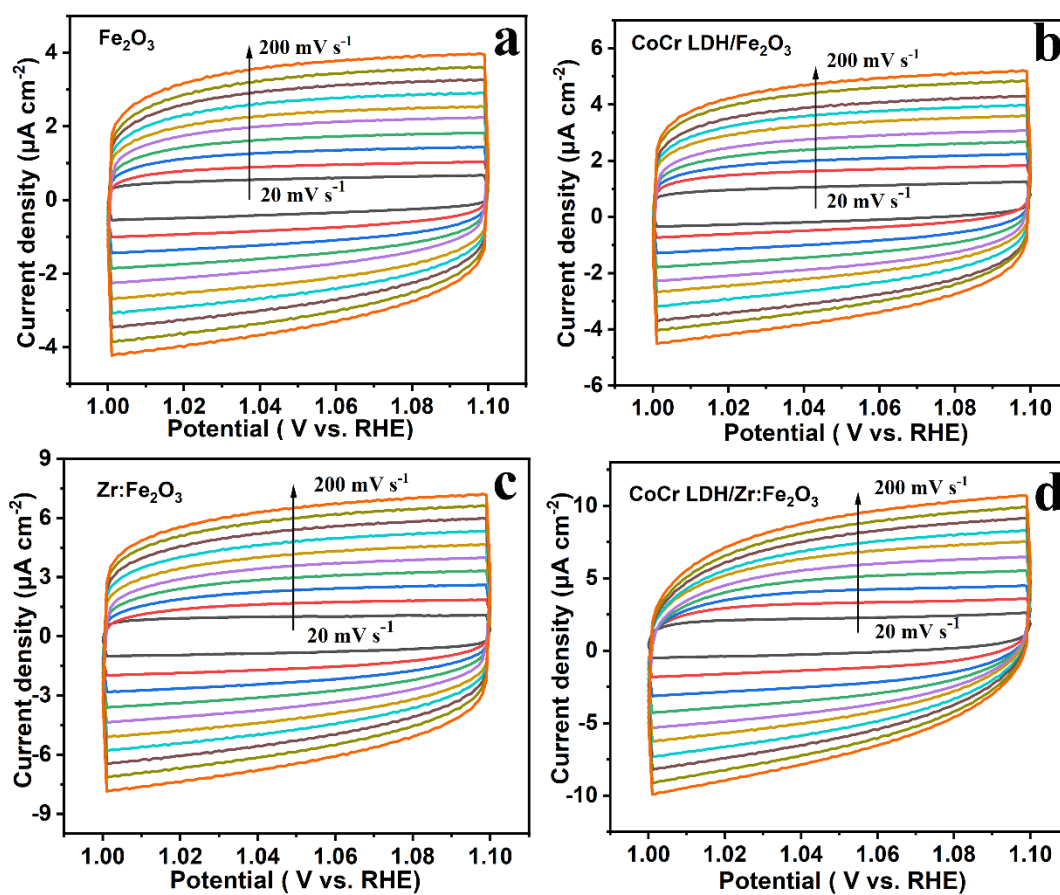 Fe₂O₃
a
200 mV s⁻¹
20 mV s⁻¹
Current density (µA cm⁻²)
4
2
0
-2
-4
1.00 1.02 1.04 1.06 1.08 1.10
Potential ( V vs. RHE)
CoCr LDH/Fe₂O₃
b
200 mV s⁻¹
20 mV s⁻¹
Current density (µA cm⁻²)
6
4
2
0
-2
-4
-6
1.00 1.02 1.04 1.06 1.08 1.10
Potential ( V vs. RHE)
Zr:Fe₂O₃
c
200 mV s⁻¹
20 mV s⁻¹
Current density (µA cm⁻²)
9
6
3
0
-3
-6
-9
1.00 1.02 1.04 1.06 1.08 1.10
Potential ( V vs. RHE)
CoCr LDH/Zr:Fe₂O₃
d
200 mV s⁻¹
20 mV s⁻¹
Current density (µA cm⁻²)
10
5
0
-5
-10
1.00 1.02 1.04 1.06 1.08 1.10
Potential ( V vs. RHE)